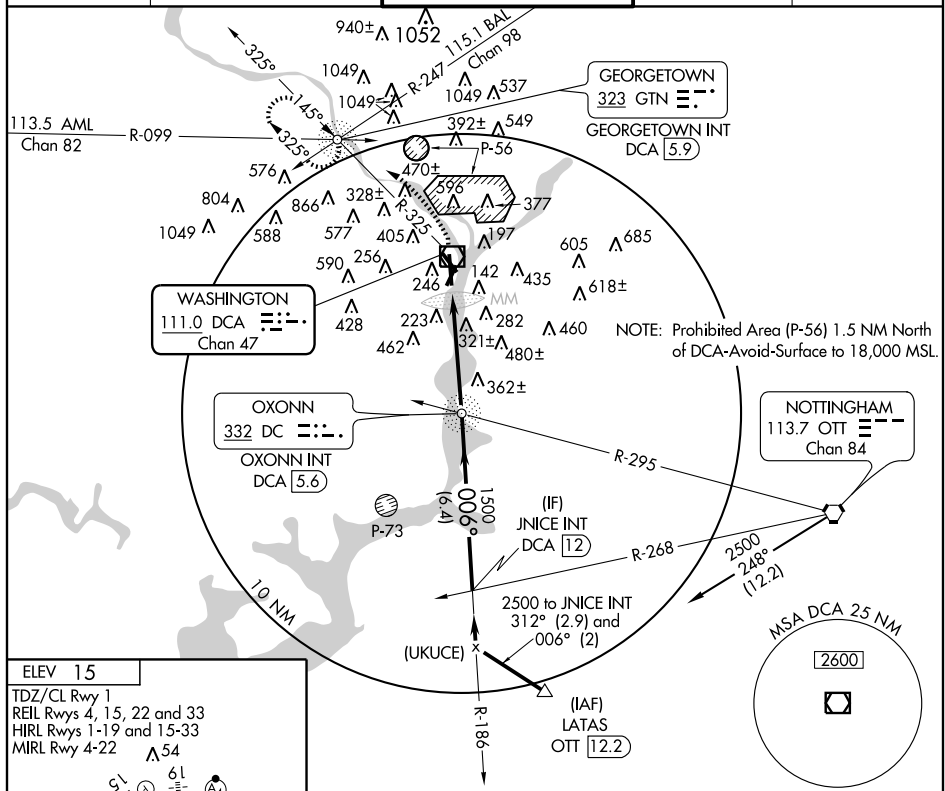 940±
1052
115.1 BAL
Chan 98
R-247
325°
1049
1049
1049
537
145°
325°
GEORGETOWN
323 GTN
GEORGETOWN INT
DCA 5.9
113.5 AML
Chan 82
R-099
392±
549
P-56
576
470±
596
377
804
866
328±
R-325
1049
588
577
405
197
605
685
590
256
246
142
435
618±
WASHINGTON
111.0 DCA
Chan 47
MM
428
223
282
462
321±
480±
460
NOTE: Prohibited Area (P-56) 1.5 NM North
of DCA-Avoid-Surface to 18,000 MSL.
362±
OXONN
332 DC
OXONN INT
DCA 5.6
NOTTINGHAM
113.7 OTT
Chan 84
R-295
1500
006°
(6.4)
P-73
(IF)
JNICE INT
DCA 12
R-268
2500
248°
(12.2)
10 NM
2500 to JNICE INT
312° (2.9) and
006° (2)
(UKUCE)
MSA DCA 25 NM
2600
R-186
(IAF)
LATAS
OTT 12.2
ELEV 15
TDZ/CL Rwy 1
REIL Rwys 4, 15, 22 and 33
HIRL Rwys 1-19 and 15-33
MIRL Rwy 4-22
54
15
19